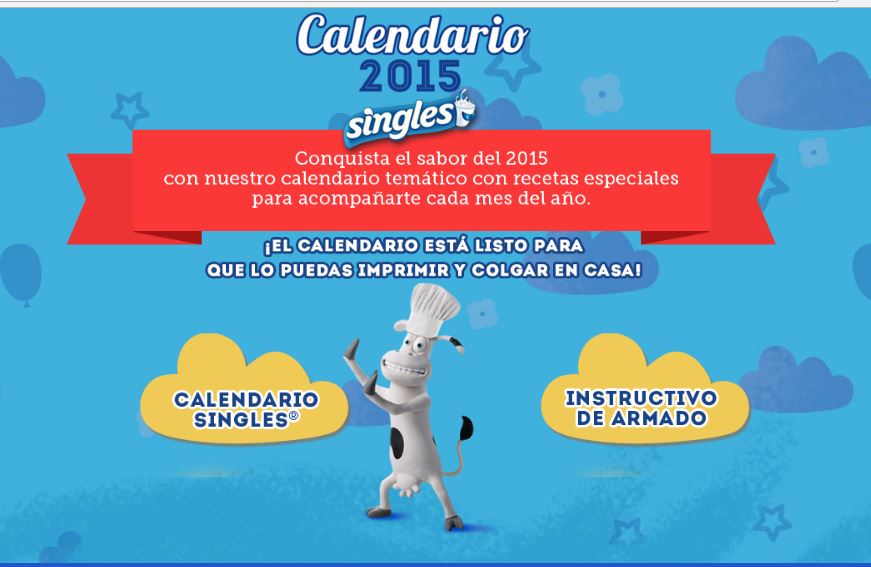 Calendario
2015
singles
Conquista el sabor del 2015
con nuestro calendario temático con recetas especiales
para acompañarte cada mes del año.
¡EL CALENDARIO ESTÁ LISTO PARA
QUE LO PUEDAS IMPRIMIR Y COLGAR EN CASA!
CALENDARIO
SINGLES®
INSTRUCTIVO
DE ARMADO